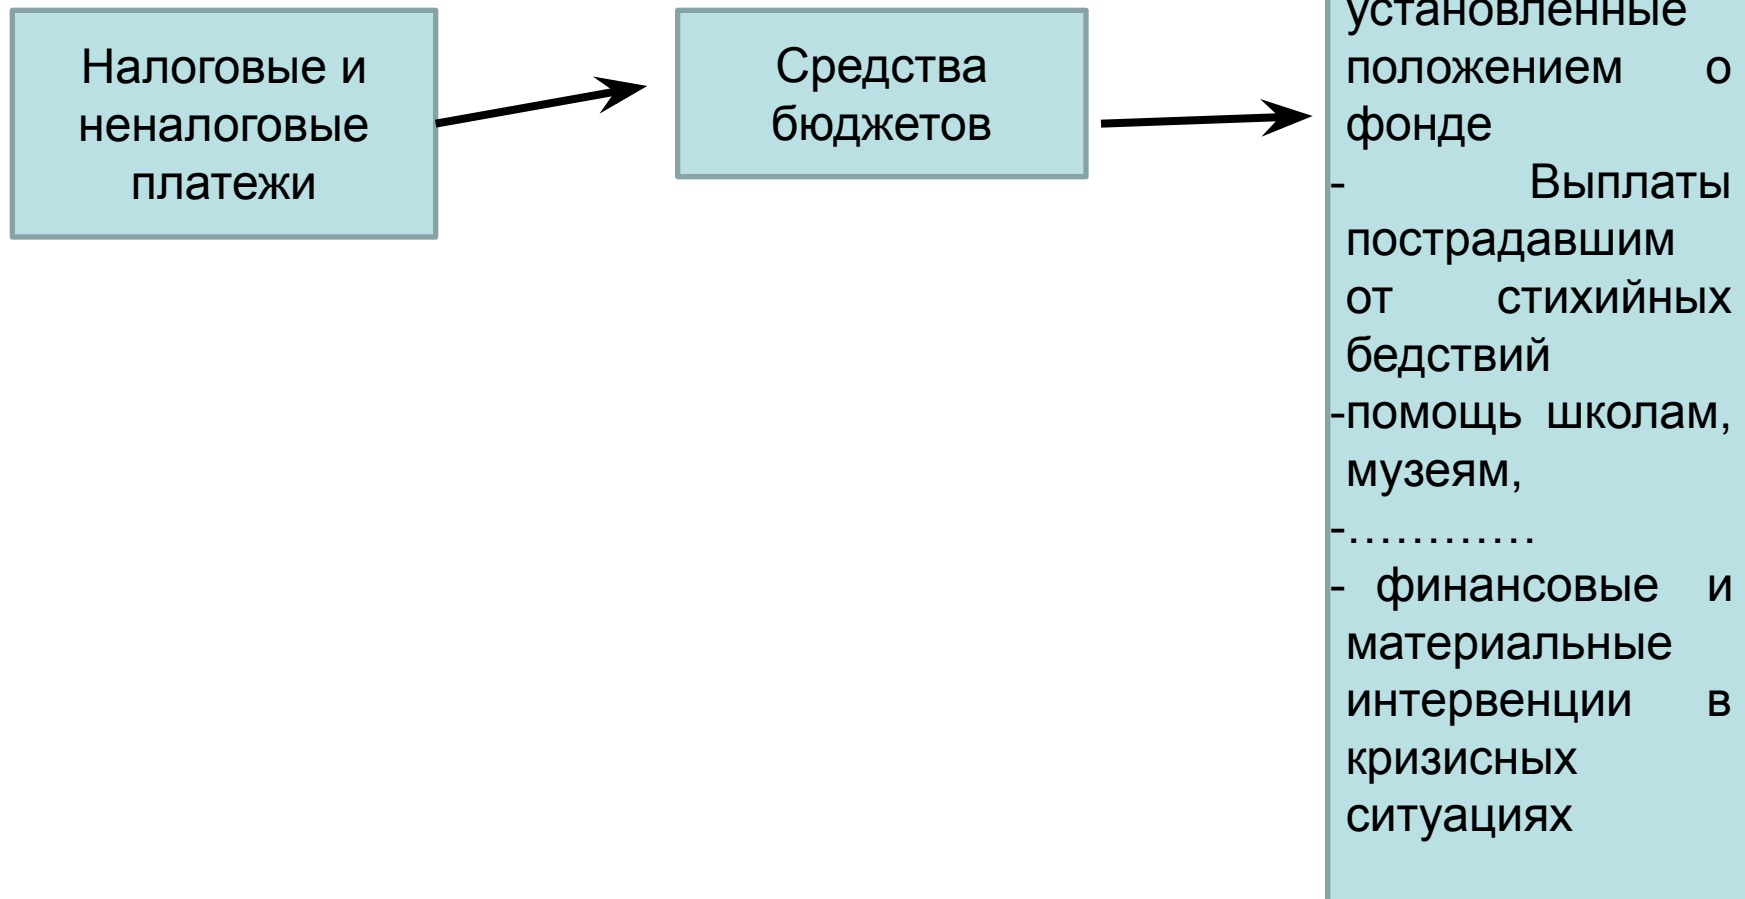 Налоговые и
неналоговые
платежи
Средства
бюджетов
установленные
положением о
фонде
- Выплаты
пострадавшим
от стихийных
бедствий
-помощь школам,
музеям,
-…………
- финансовые и
материальные
интервенции в
кризисных
ситуациях